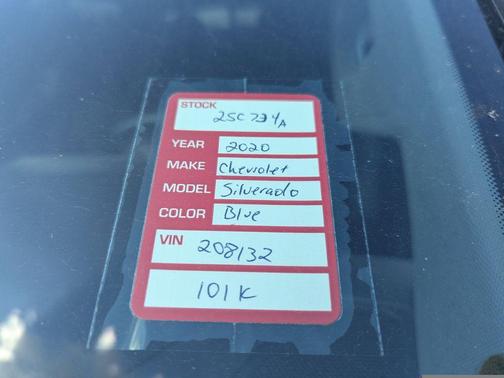 STOCK
25C734A
YEAR 2020
MAKE Chevrolet
MODEL Silverado
COLOR Blue
VIN 208132
101K